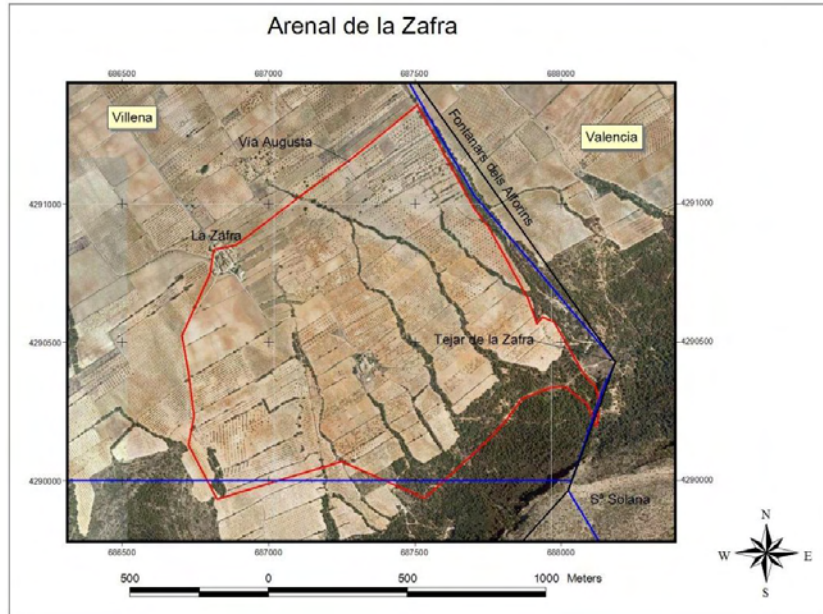 Arenal de la Zafra
686500 687000 687500 688000
Villena
Valencia
Via Augusta
Fontanars dels Alforins
4291000 4291000
La Zafra
4290500 4290500
Tejar de la Zafra
4290000 4290000
Sª Solana
686500 687000 687500 688000
N
W E
S
500 0 500 1000 Meters